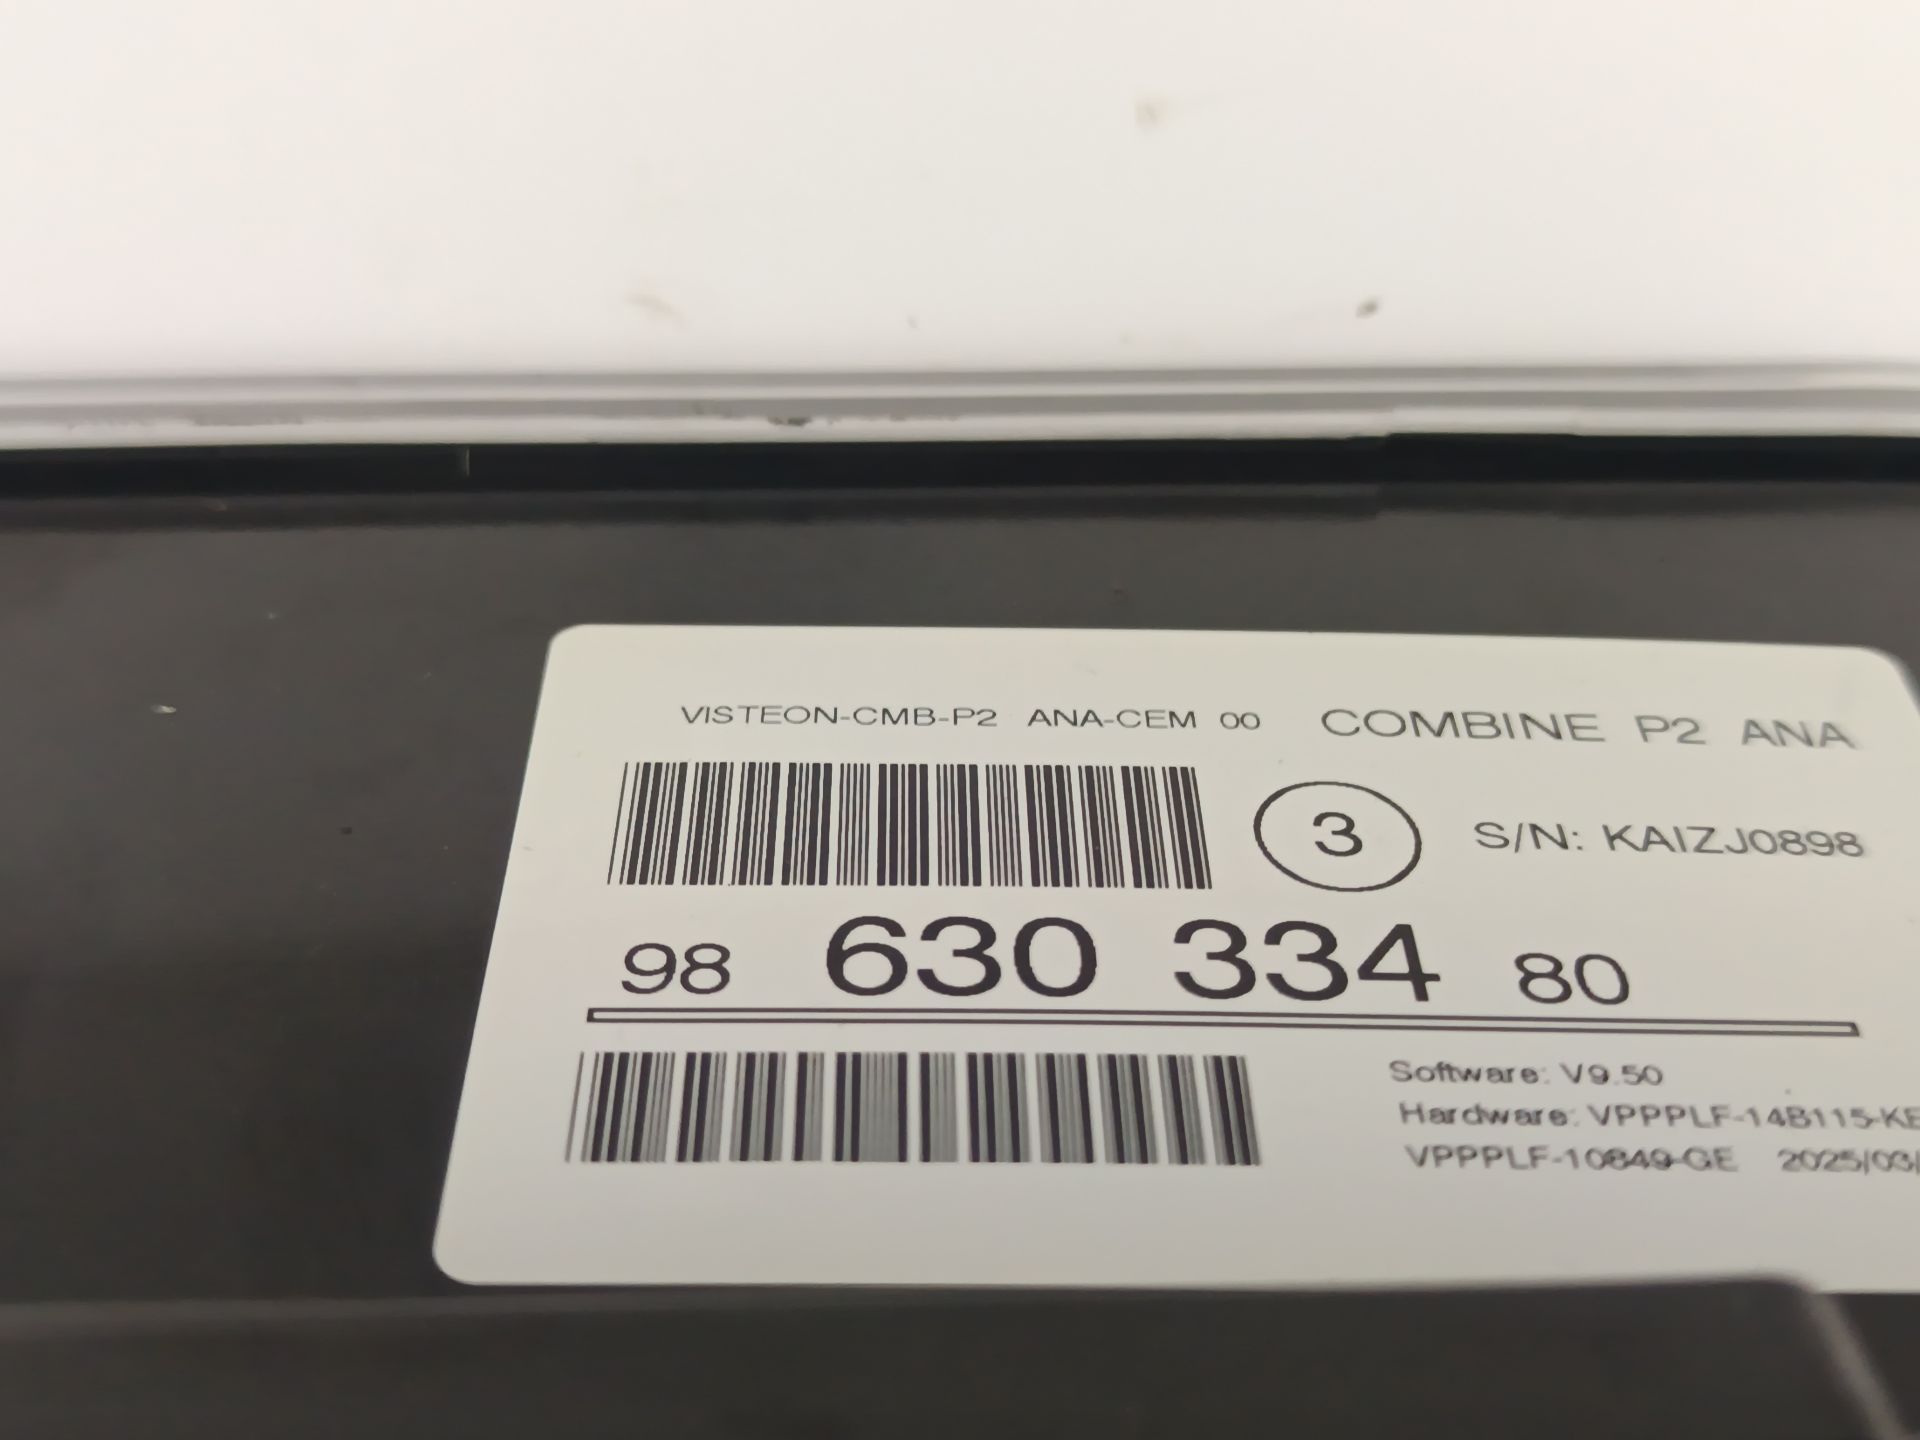 VISTEON-CMB-P2 ANA-CEM 00 COMBINE P2 ANA
3 S/N: KAIZJ0898
98 630 334 80
Software: V9.50
Hardware: VPPPLF-14B115-KE
VPPPLF-10849-GE 2025/03/